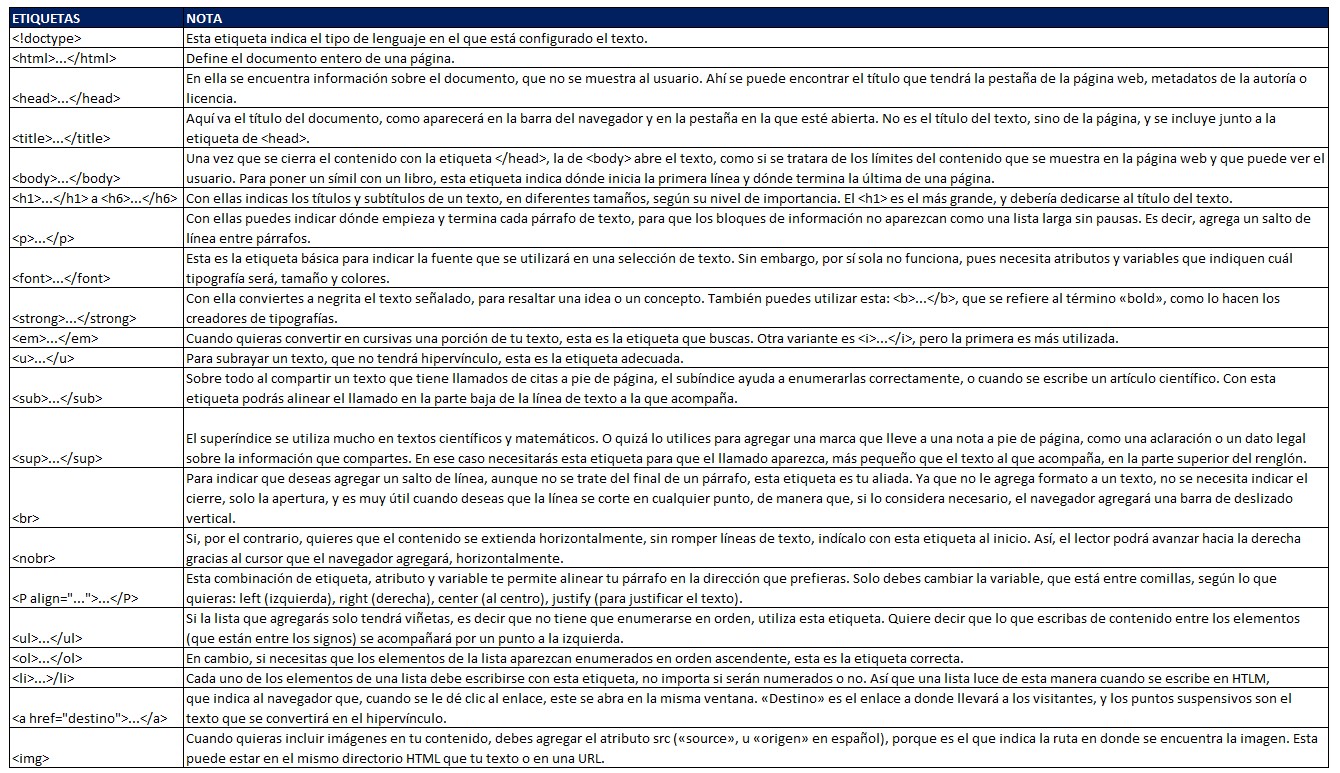 ETIQUETAS NOTA
<!doctype> Esta etiqueta indica el tipo de lenguaje en el que está configurado el texto.
<html>...</html> Define el documento entero de una página.
En ella se encuentra información sobre el documento, que no se muestra al usuario. Ahí se puede encontrar el título que tendrá la pestaña de la página web, metadatos de la autoría o
<head>...</head> licencia.
Aquí va el título del documento, como aparecerá en la barra del navegador y en la pestaña en la que esté abierta. No es el título del texto, sino de la página, y se incluye junto a la
<title>...</title> etiqueta de <head>.
Una vez que se cierra el contenido con la etiqueta </head>, la de <body> abre el texto, como si se tratara de los límites del contenido que se muestra en la página web y que puede ver el
<body>...</body> usuario. Para poner un símil con un libro, esta etiqueta indica dónde inicia la primera línea y dónde termina la última de una página.
<h1>...</h1> a <h6>...</h6> Con ellas indicas los títulos y subtítulos de un texto, en diferentes tamaños, según su nivel de importancia. El <h1> es el más grande, y debería dedicarse al título del texto.
Con ellas puedes indicar dónde empieza y termina cada párrafo de texto, para que los bloques de información no aparezcan como una lista larga sin pausas. Es decir, agrega un salto de
<p>...</p> línea entre párrafos.
Esta es la etiqueta básica para indicar la fuente que se utilizará en una selección de texto. Sin embargo, por sí sola no funciona, pues necesita atributos y variables que indiquen cuál
<font>...</font> tipografía será, tamaño y colores.
Con ella conviertes a negrita el texto señalado, para resaltar una idea o un concepto. También puedes utilizar esta: <b>...</b>, que se refiere al término «bold», como lo hacen los
<strong>...</strong> creadores de tipografías.
<em>...</em> Cuando quieras convertir en cursivas una porción de tu texto, esta es la etiqueta que buscas. Otra variante es <i>...</i>, pero la primera es más utilizada.
<u>...</u> Para subrayar un texto, que no tendrá hipervínculo, esta es la etiqueta adecuada.
Sobre todo al compartir un texto que tiene llamados de citas a pie de página, el subíndice ayuda a enumerarlas correctamente, o cuando se escribe un artículo científico. Con esta
<sub>...</sub> etiqueta podrás alinear el llamado en la parte baja de la línea de texto a la que acompaña.
El superíndice se utiliza mucho en textos científicos y matemáticos. O quizá lo utilices para agregar una marca que lleve a una nota a pie de página, como una aclaración o un dato legal
<sup>...</sup> sobre la información que compartes. En ese caso necesitarás esta etiqueta para que el llamado aparezca, más pequeño que el texto al que acompaña, en la parte superior del renglón.
Para indicar que deseas agregar un salto de línea, aunque no se trate del final de un párrafo, esta etiqueta es tu aliada. Ya que no le agrega formato a un texto, no se necesita indicar el
cierre, solo la apertura, y es muy útil cuando deseas que la línea se corte en cualquier punto, de manera que, si lo considera necesario, el navegador agregará una barra de deslizado
<br> vertical.
Si, por el contrario, quieres que el contenido se extienda horizontalmente, sin romper líneas de texto, indícalo con esta etiqueta al inicio. Así, el lector podrá avanzar hacia la derecha
<nobr> gracias al cursor que el navegador agregará, horizontalmente.
Esta combinación de etiqueta, atributo y variable te permite alinear tu párrafo en la dirección que prefieras. Solo debes cambiar la variable, que está entre comillas, según lo que
<P align="...">...</P> quieras: left (izquierda), right (derecha), center (al centro), justify (para justificar el texto).
Si la lista que agregarás solo tendrá viñetas, es decir que no tiene que enumerarse en orden, utiliza esta etiqueta. Quiere decir que lo que escribas de contenido entre los elementos
<ul>...</ul> (que están entre los signos) se acompañará por un punto a la izquierda.
<ol>...</ol> En cambio, si necesitas que los elementos de la lista aparezcan enumerados en orden ascendente, esta es la etiqueta correcta.
<li>...>/li> Cada uno de los elementos de una lista debe escribirse con esta etiqueta, no importa si serán numerados o no. Así que una lista luce de esta manera cuando se escribe en HTLM,
que indica al navegador que, cuando se le dé clic al enlace, este se abra en la misma ventana. «Destino» es el enlace a donde llevará a los visitantes, y los puntos suspensivos son el
<a href="destino">...</a> texto que se convertirá en el hipervínculo.
Cuando quieras incluir imágenes en tu contenido, debes agregar el atributo src («source», u «origen» en español), porque es el que indica la ruta en donde se encuentra la imagen. Esta
<img> puede estar en el mismo directorio HTML que tu texto o en una URL.